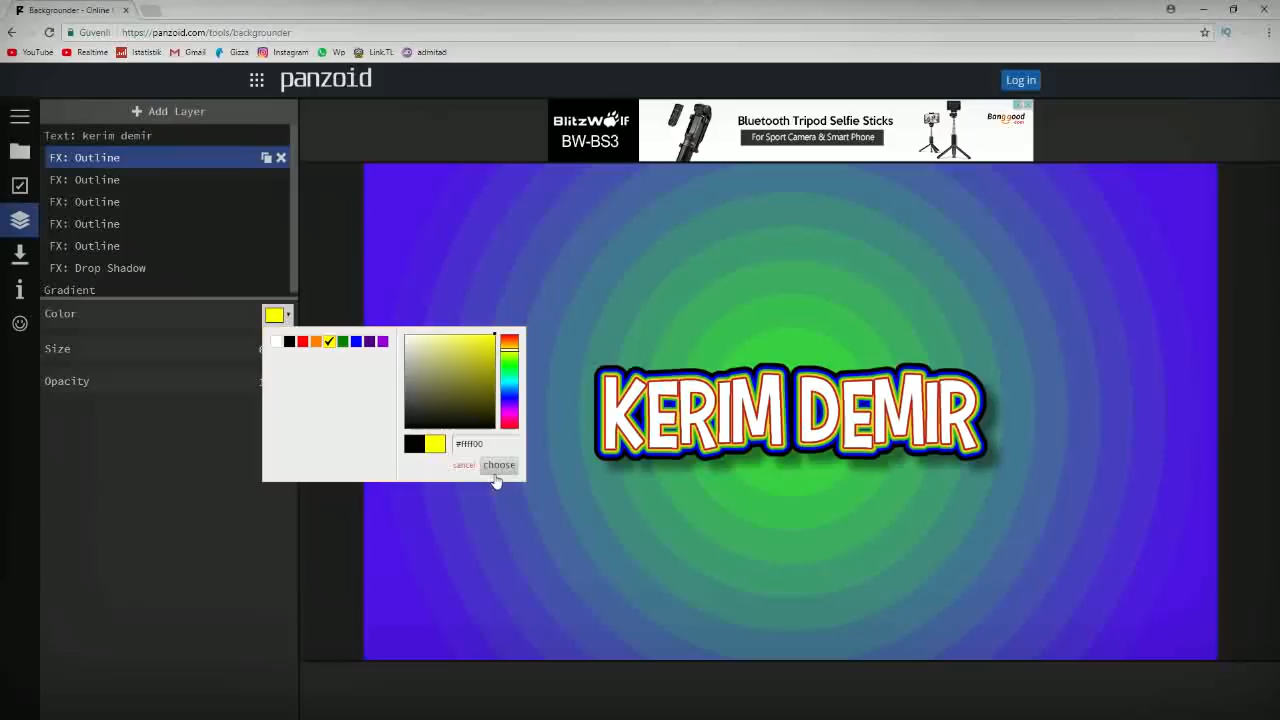 Backgrounder - Online
Güvenli
https://panzoid.com/tools/backgrounder
YouTube
Realtime
Istatistik
Gmail
Gizza
Instagram
Wp
Link.TL
admitad
panzoid
Log in
Add Layer
Text: kerim demir
FX: Outline
FX: Outline
FX: Outline
FX: Outline
FX: Outline
FX: Drop Shadow
Gradient
Color
Size
Opacity
#ffff00
cancel
choose
BLITZWOLF
BW-BS3
Bluetooth Tripod Selfie Sticks
For Sport Camera & Smart Phone
Banggood
.com
KERIM DEMIR